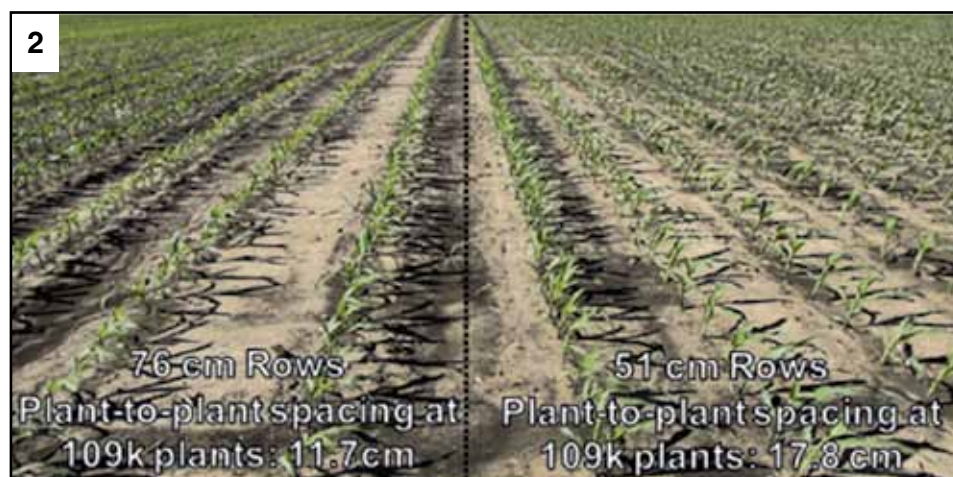 2
76 cm Rows
Plant-to-plant spacing at
109k plants: 11.7cm
51 cm Rows
Plant-to-plant spacing at
109k plants: 17.8 cm